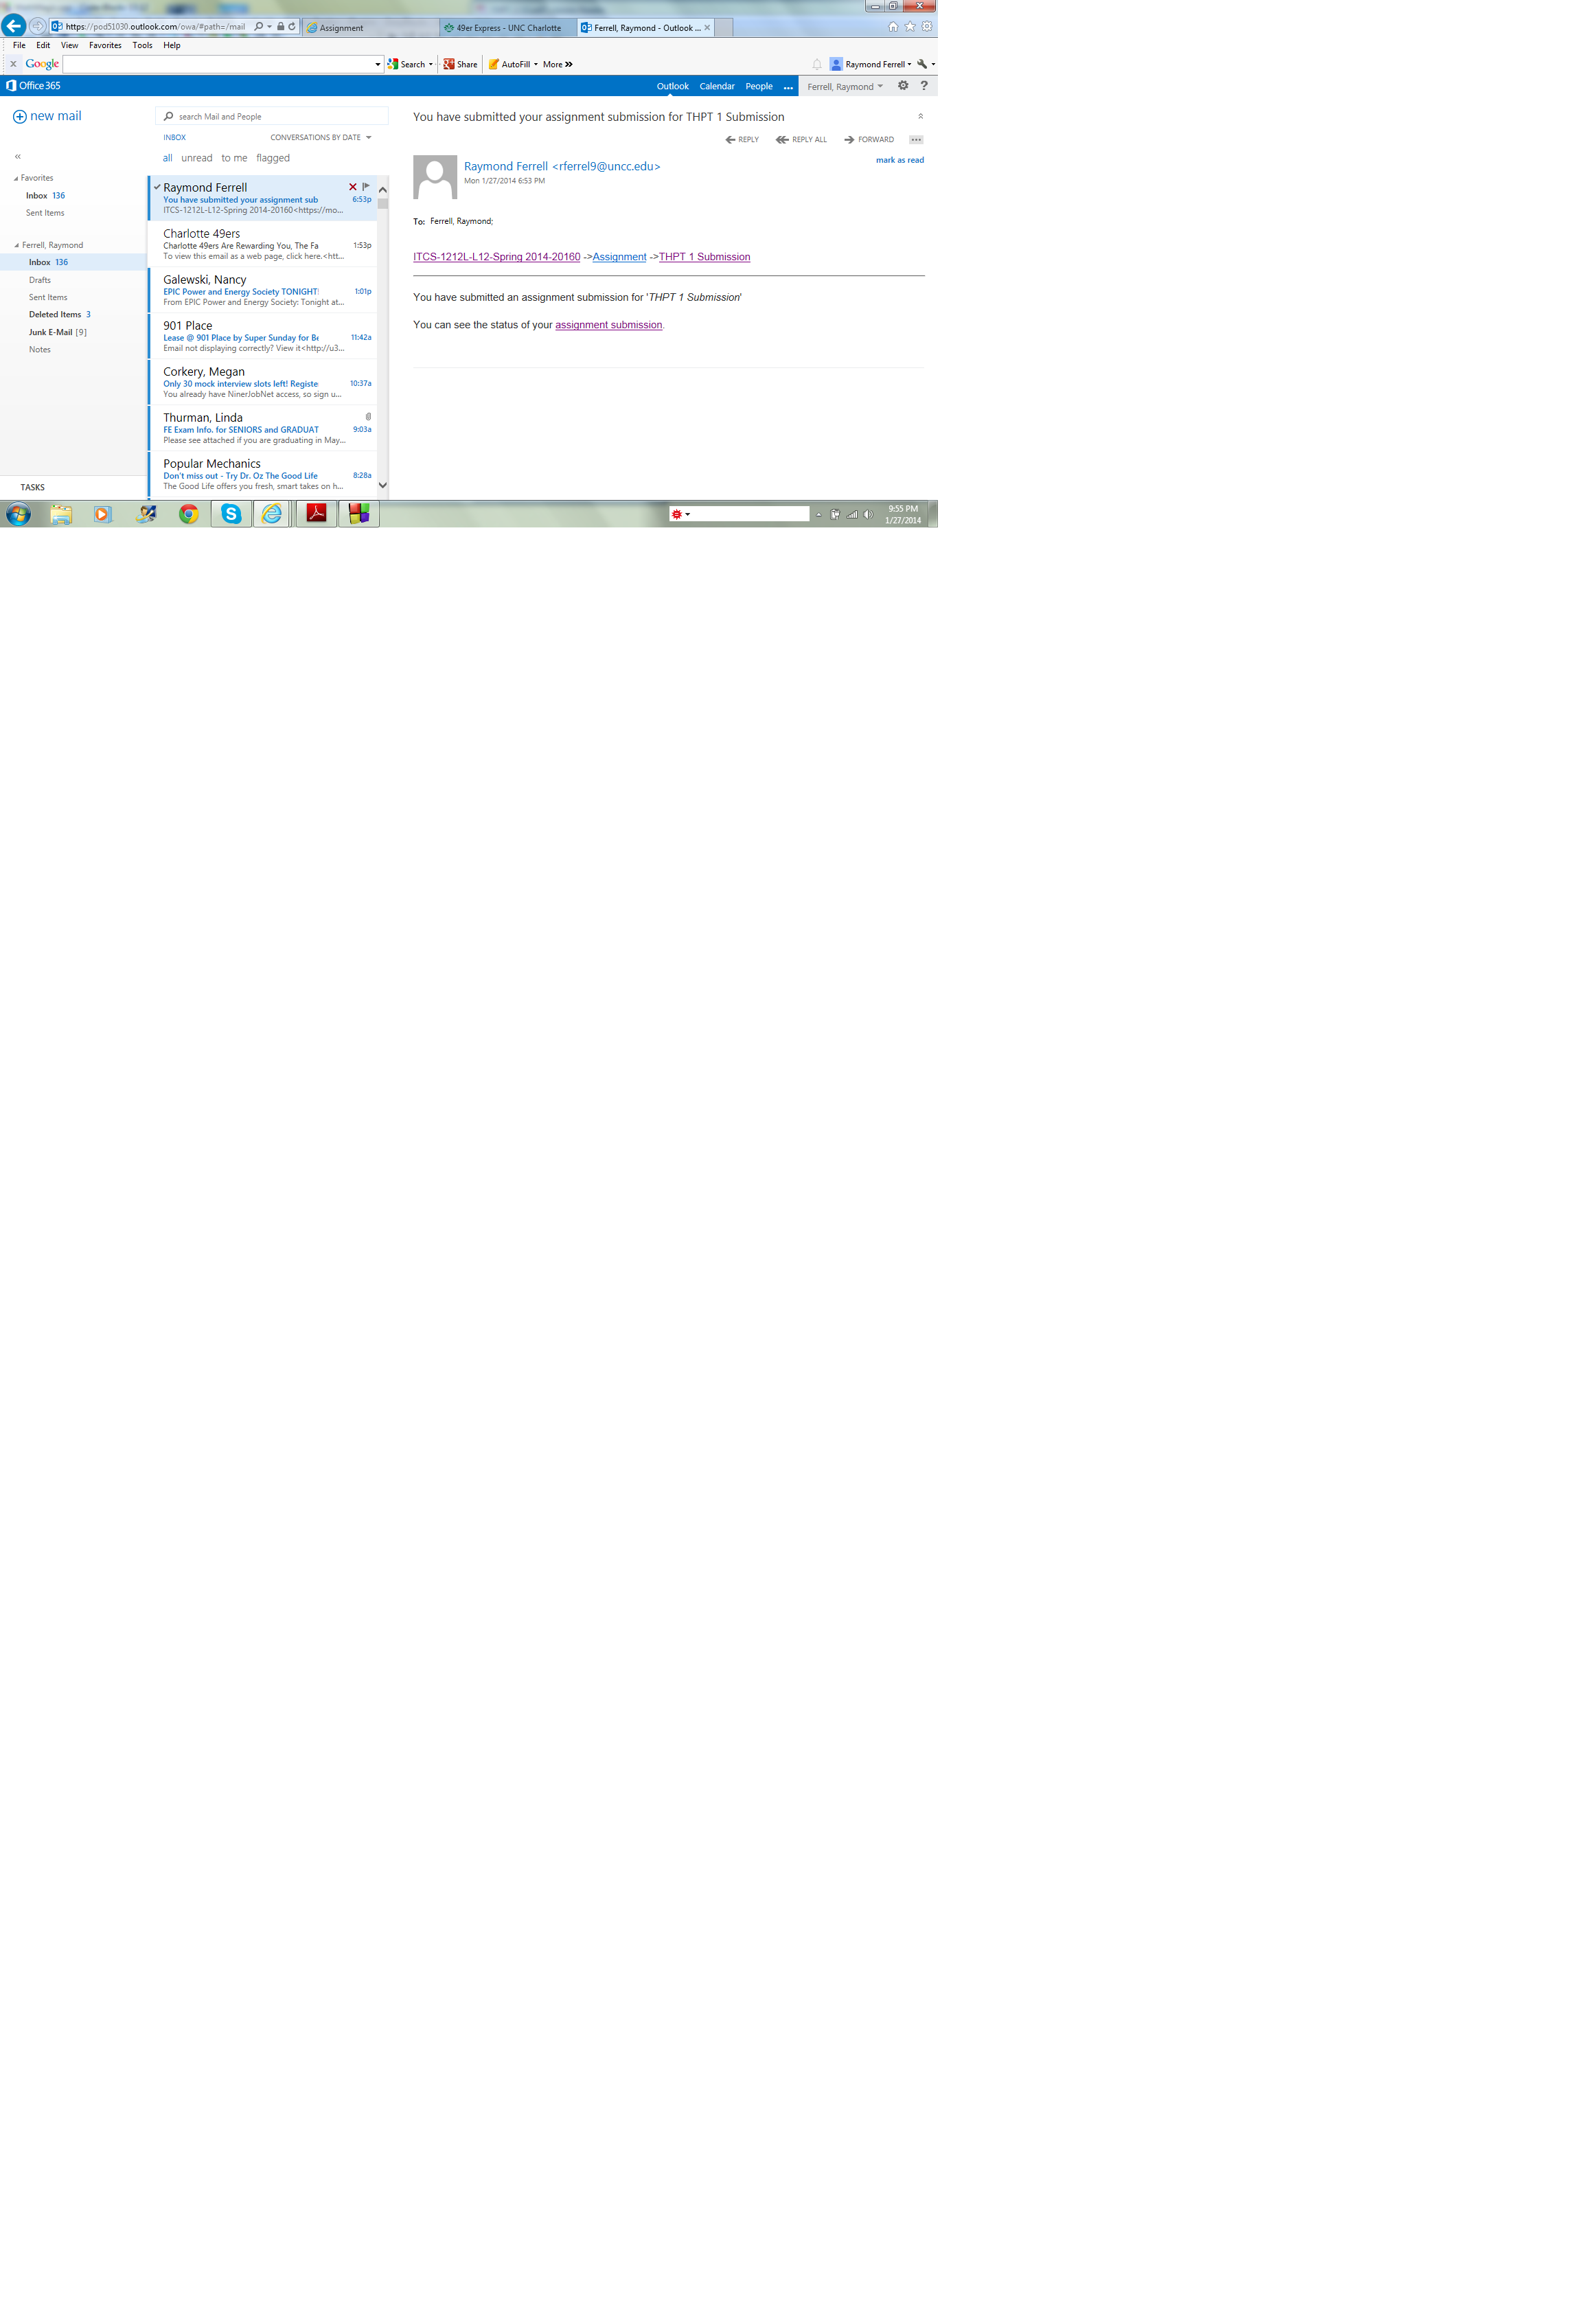 https://pod51030.outlook.com/owa/#path=/mail
Assignment
49er Express - UNC Charlotte
Ferrell, Raymond - Outlook ...
File Edit View Favorites Tools Help
x Google Search Share AutoFill More » Raymond Ferrell
Office 365 Outlook Calendar People ... Ferrell, Raymond ?
new mail
«
Favorites
Inbox 136
Sent Items
Ferrell, Raymond
Inbox 136
Drafts
Sent Items
Deleted Items 3
Junk E-Mail [9]
Notes
TASKS
search Mail and People
INBOX CONVERSATIONS BY DATE
all unread to me flagged
Raymond Ferrell
You have submitted your assignment sub 6:53p
ITCS-1212L-L12-Spring 2014-20160<https://mo...
Charlotte 49ers
Charlotte 49ers Are Rewarding You, The Fa 1:53p
To view this email as a web page, click here.<htt...
Galewski, Nancy
EPIC Power and Energy Society TONIGHT! 1:01p
From EPIC Power and Energy Society: Tonight at...
901 Place
Lease @ 901 Place by Super Sunday for Be 11:42a
Email not displaying correctly? View it<http://u3...
Corkery, Megan
Only 30 mock interview slots left! Registe 10:37a
You already have NinerJobNet access, so sign u...
Thurman, Linda
FE Exam Info. for SENIORS and GRADUAT 9:03a
Please see attached if you are graduating in May...
Popular Mechanics
Don't miss out - Try Dr. Oz The Good Life 8:28a
The Good Life offers you fresh, smart takes on h...
You have submitted your assignment submission for THPT 1 Submission
REPLY REPLY ALL FORWARD ...
mark as read
Raymond Ferrell <rferrel9@uncc.edu>
Mon 1/27/2014 6:53 PM
To: Ferrell, Raymond;
ITCS-1212L-L12-Spring 2014-20160 ->Assignment ->THPT 1 Submission
You have submitted an assignment submission for 'THPT 1 Submission'
You can see the status of your assignment submission.
9:55 PM
1/27/2014